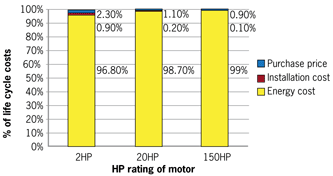 100%
90%
80%
70%
60%
50%
40%
30%
20%
10%
0%
% of life cycle costs
2.30%
0.90%
96.80%
1.10%
0.20%
98.70%
0.90%
0.10%
99%
2HP
20HP
150HP
HP rating of motor
Purchase price
Installation cost
Energy cost